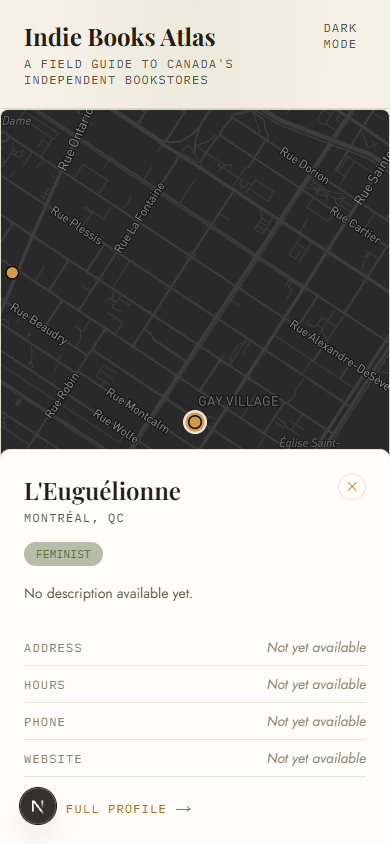 Indie Books Atlas
A FIELD GUIDE TO CANADA'S
INDEPENDENT BOOKSTORES
DARK
MODE
Dame
Rue Ontario
Rue Dorion
Rue Sainte
Rue Plessis
Rue La Fontaine
Rue Cartier
Rue Beaudry
Rue Alexandre-DeSève
Rue Robin
Rue Montcalm
Rue Wolfe
GAY VILLAGE
Église Saint-
L'Euguélionne
MONTRÉAL, QC
FEMINIST
No description available yet.
ADDRESS Not yet available
HOURS Not yet available
PHONE Not yet available
WEBSITE Not yet available
N
FULL PROFILE →